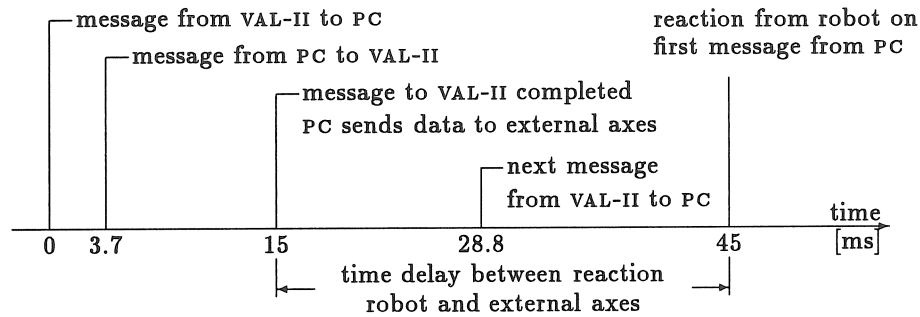 message from VAL-II to PC
reaction from robot on
first message from PC
message from PC to VAL-II
message to VAL-II completed
PC sends data to external axes
next message
from VAL-II to PC
time
[ms]
0 3.7 15 28.8 45
time delay between reaction
robot and external axes